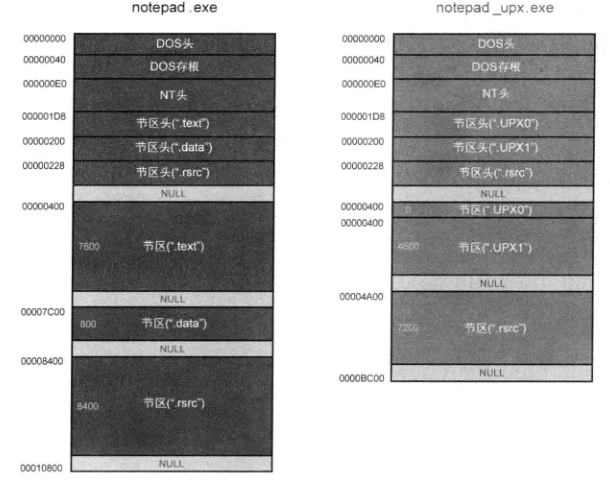 notepad .exe
00000000 DOS头
00000040 DOS存根
000000E0 NT头
000001D8 节区头(".text")
00000200 节区头(".data")
00000228 节区头(".rsrc")
NULL
00000400
7800 节区(".text")
NULL
00007C00
800 节区(".data")
NULL
00008400
8400 节区(".rsrc")
NULL
00010800
notepad _upx.exe
00000000 DOS头
00000040 DOS存根
000000E0 NT头
000001D8 节区头(".UPX0")
00000200 节区头(".UPX1")
00000228 节区头(".rsrc")
NULL
00000400 0 节区(".UPX0")
00000400
4600 节区(".UPX1")
NULL
00004A00
7200 节区(".rsrc")
NULL
0000BC00